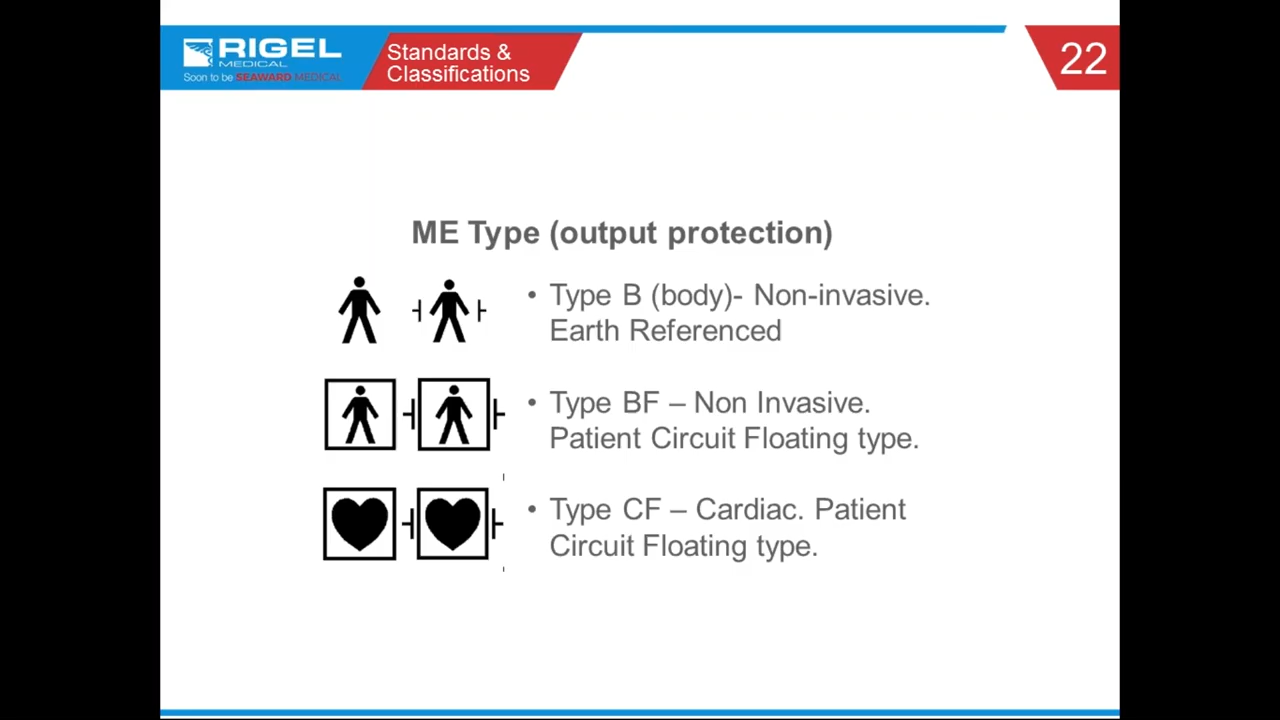 RIGEL
MEDICAL
Soon to be SEAWARD MEDICAL
Standards &
Classifications
22
ME Type (output protection)
• Type B (body)- Non-invasive.
Earth Referenced
• Type BF – Non Invasive.
Patient Circuit Floating type.
• Type CF – Cardiac. Patient
Circuit Floating type.